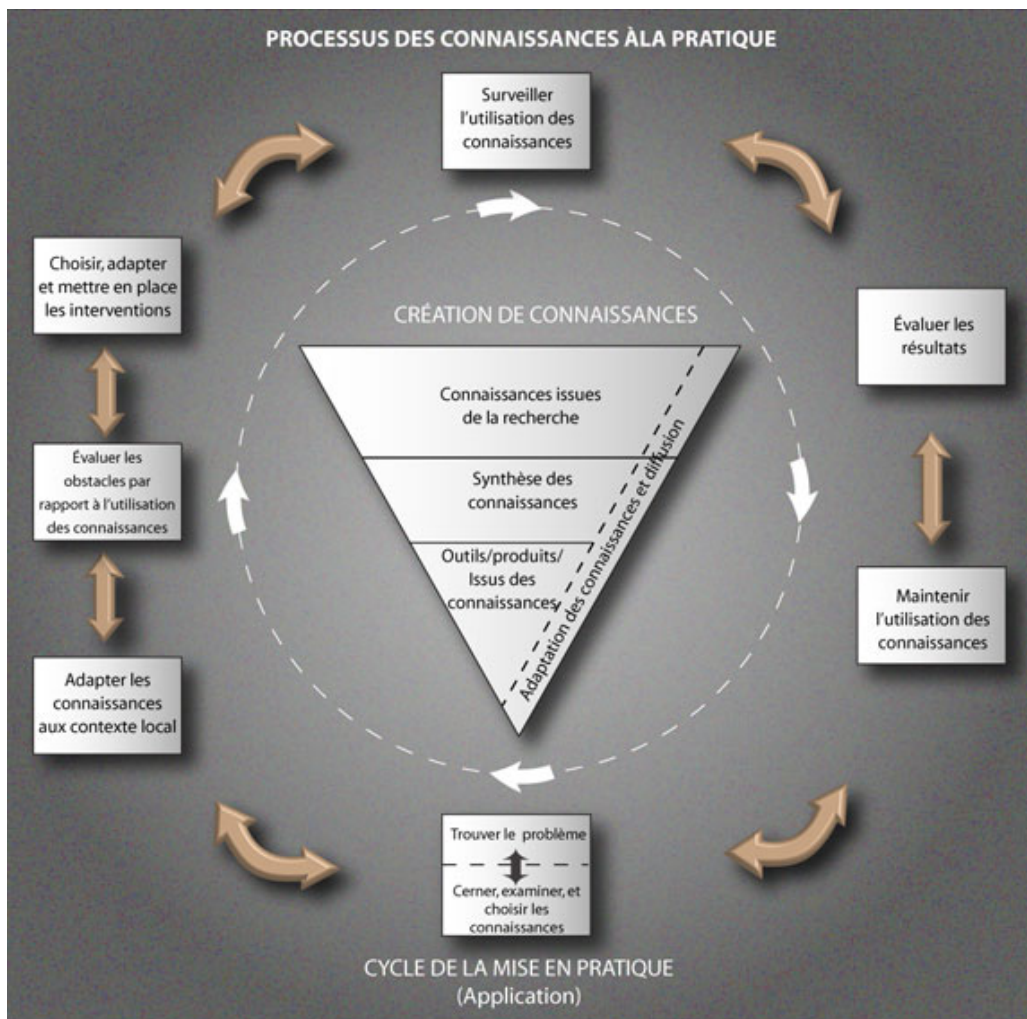 PROCESSUS DES CONNAISSANCES ÀLA PRATIQUE
Surveiller
l'utilisation des
connaissances
Choisir, adapter
et mettre en place
les interventions
Évaluer les
résultats
CRÉATION DE CONNAISSANCES
Connaissances issues
de la recherche
Synthèse des
connaissances
Outils/produits/
Issus des
connaissances
Adaptation des connaissances et diffusion
Évaluer les
obstacles par
rapport à l'utilisation
des connaissances
Maintenir
l'utilisation des
connaissances
Adapter les
connaissances
aux contexte local
Trouver le problème
Cerner, examiner, et
choisir les
connaissances
CYCLE DE LA MISE EN PRATIQUE
(Application)